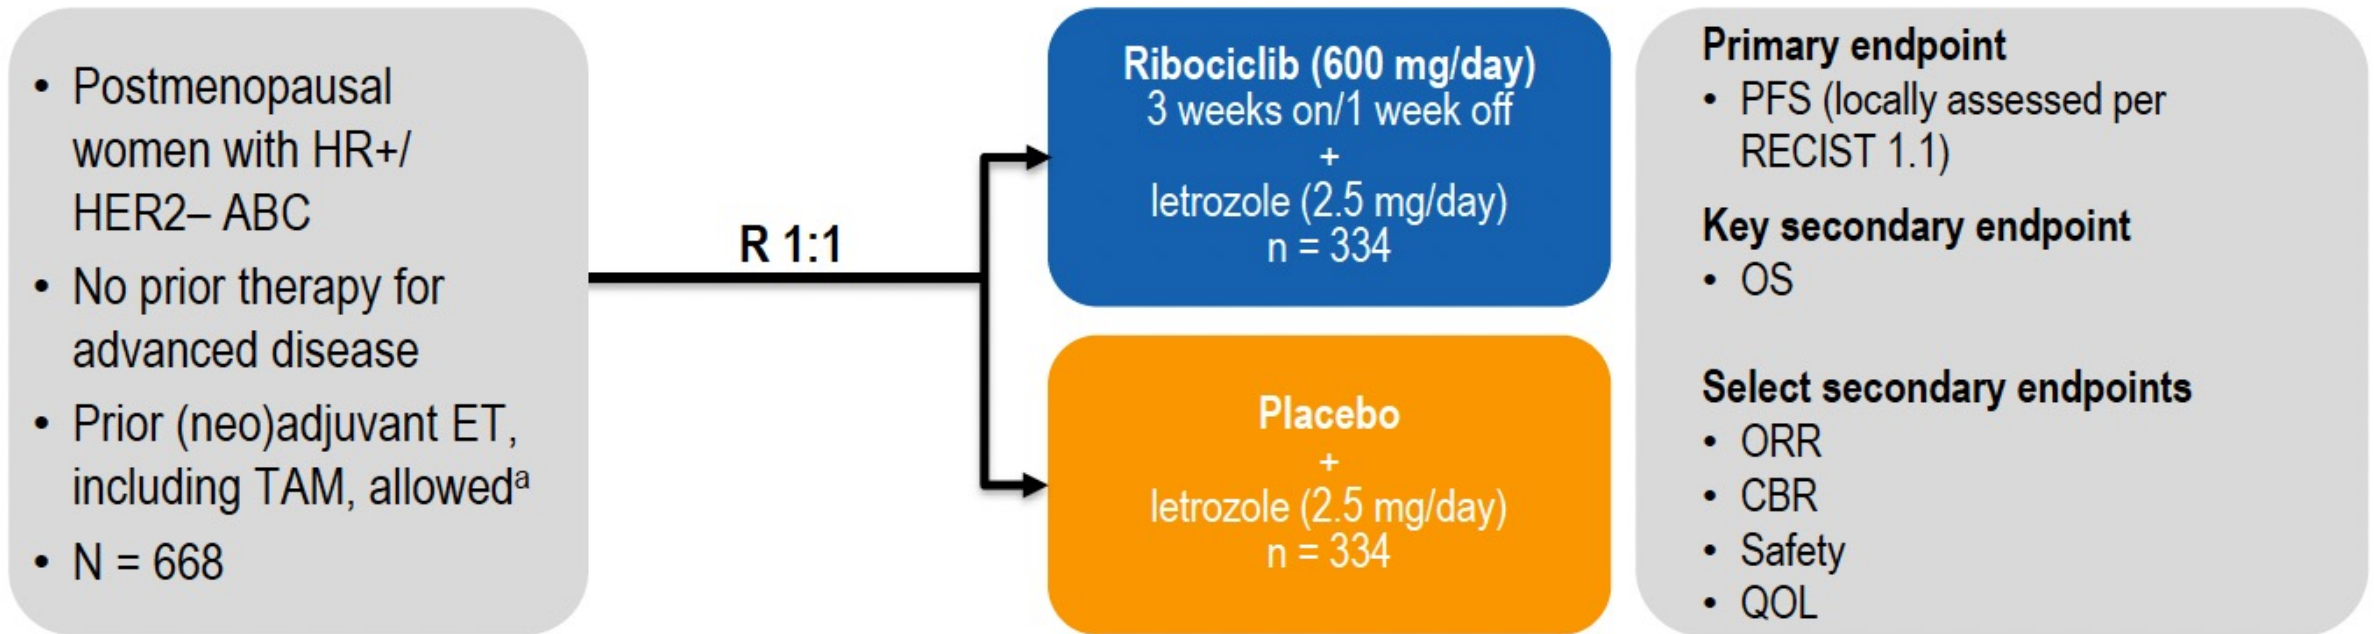 • Postmenopausal
women with HR+/
HER2– ABC
• No prior therapy for
advanced disease
• Prior (neo)adjuvant ET,
including TAM, allowedᵃ
• N = 668
R 1:1
Ribociclib (600 mg/day)
3 weeks on/1 week off
+
letrozole (2.5 mg/day)
n = 334
Placebo
+
letrozole (2.5 mg/day)
n = 334
Primary endpoint
• PFS (locally assessed per
RECIST 1.1)
Key secondary endpoint
• OS
Select secondary endpoints
• ORR
• CBR
• Safety
• QOL